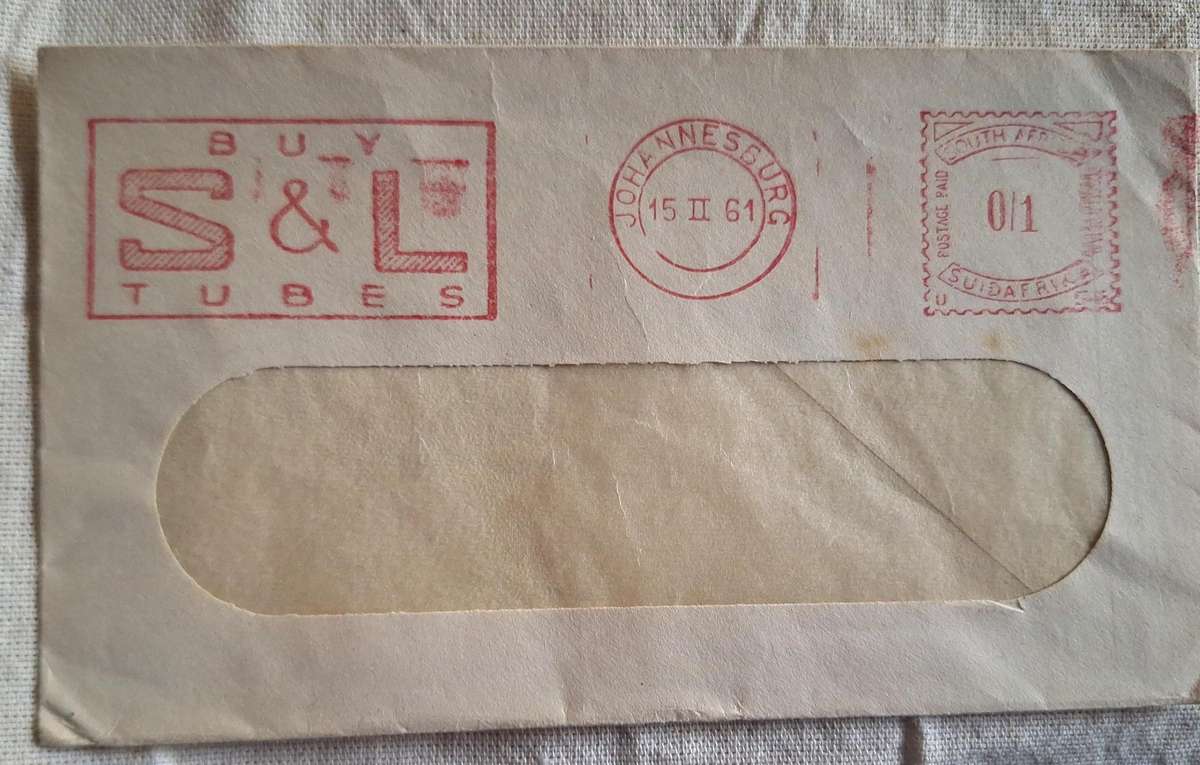 BUY
S & L
TUBES
JOHANNESBURG
15 II 61
SOUTH AFRICA
POSTAGE PAID
0/1
SUIDAFRIKA
U